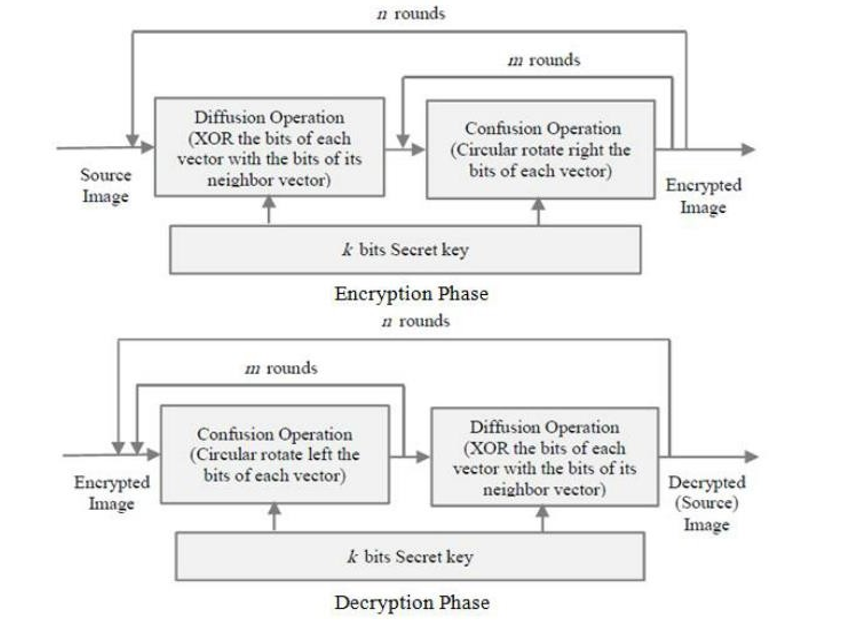 n rounds
m rounds
Diffusion Operation
(XOR the bits of each
vector with the bits of its
neighbor vector)
Confusion Operation
(Circular rotate right the
bits of each vector)
Source
Image
Encrypted
Image
k bits Secret key
Encryption Phase
n rounds
m rounds
Confusion Operation
(Circular rotate left the
bits of each vector)
Diffusion Operation
(XOR the bits of each
vector with the bits of its
neighbor vector)
Encrypted
Image
Decrypted
(Source)
Image
k bits Secret key
Decryption Phase